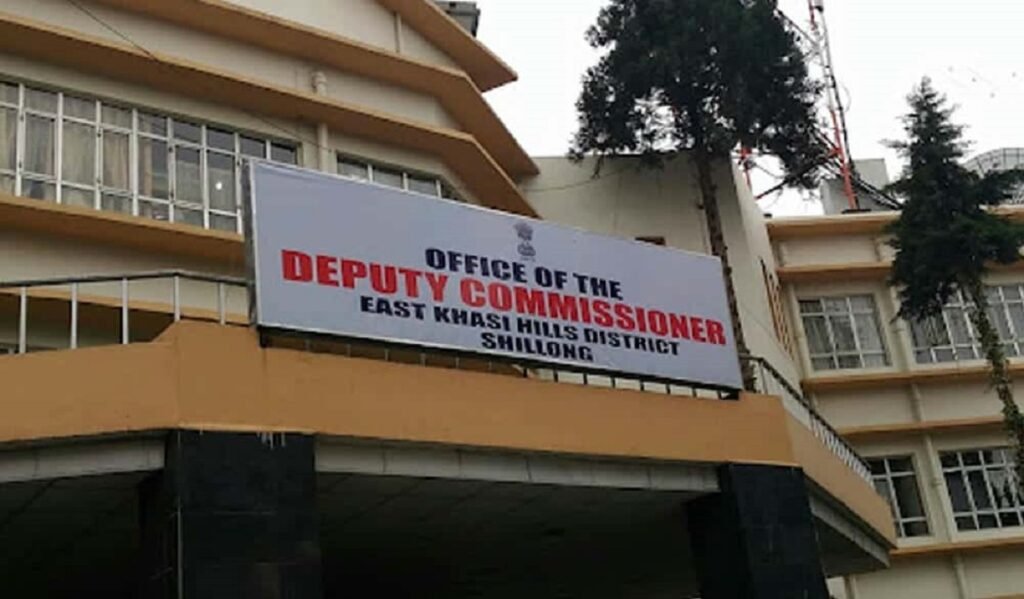 OFFICE OF THE
DEPUTY COMMISSIONER
EAST KHASI HILLS DISTRICT
SHILLONG